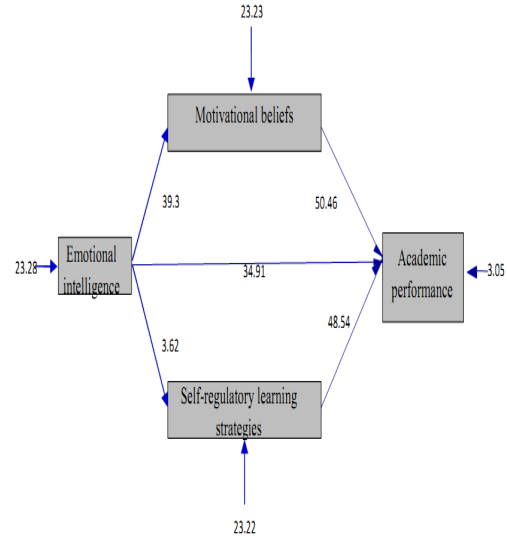 23.23
Motivational beliefs
39.3
50.46
Emotional
intelligence
23.28
34.91
Academic
performance
3.05
3.62
48.54
Self-regulatory learning
strategies
23.22